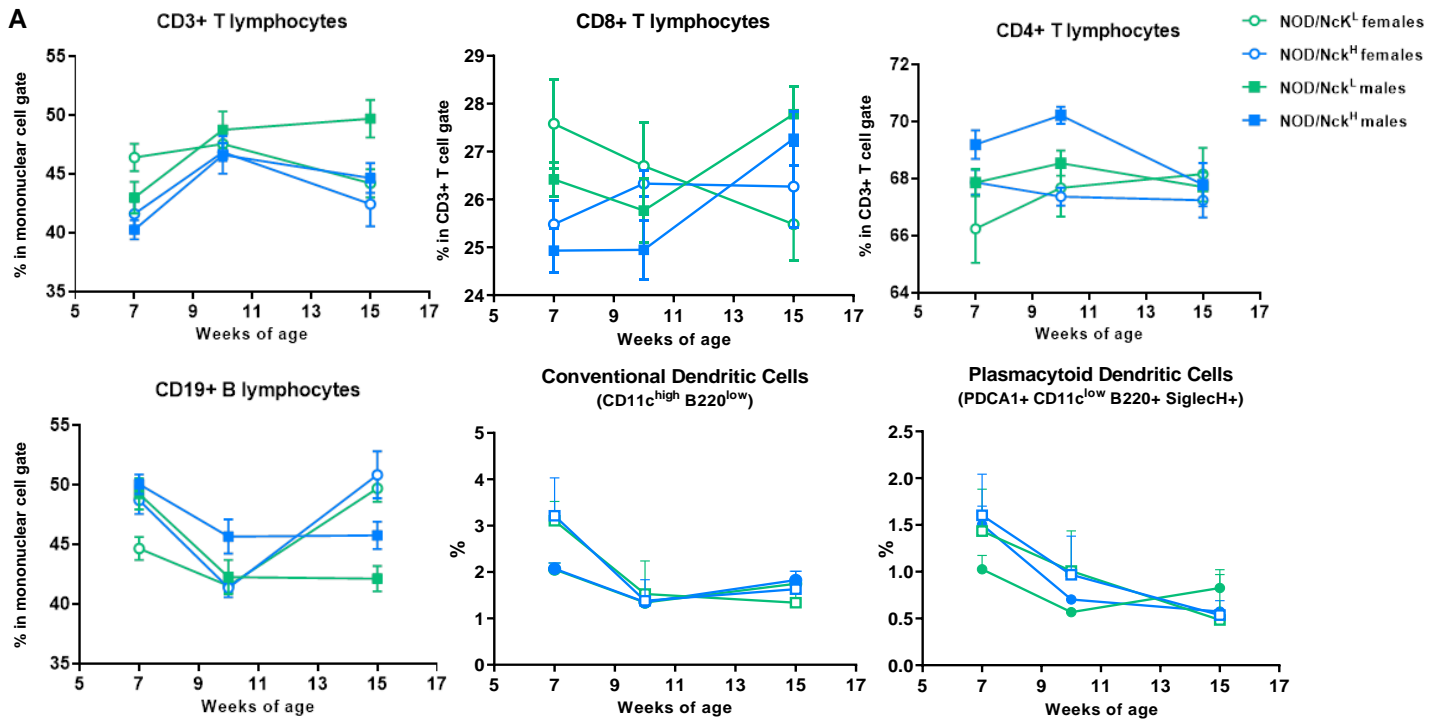 A
CD3+ T lymphocytes
% in mononuclear cell gate
55
50
45
40
35
5 7 9 11 13 15 17
Weeks of age
CD8+ T lymphocytes
% in CD3+ T cell gate
29
28
27
26
25
24
5 7 9 11 13 15 17
Weeks of age
CD4+ T lymphocytes
% in CD3+ T cell gate
72
70
68
66
64
5 7 9 11 13 15 17
Weeks of age
NOD/NcK^L females
NOD/Nck^H females
NOD/Nck^L males
NOD/Nck^H males
CD19+ B lymphocytes
% in mononuclear cell gate
55
50
45
40
35
5 7 9 11 13 15 17
Weeks of age
Conventional Dendritic Cells
(CD11c^high B220^low)
%
5
4
3
2
1
0
5 7 9 11 13 15 17
Weeks of age
Plasmacytoid Dendritic Cells
(PDCA1+ CD11c^low B220+ SiglecH+)
%
2.5
2.0
1.5
1.0
0.5
0.0
5 7 9 11 13 15 17
Weeks of age